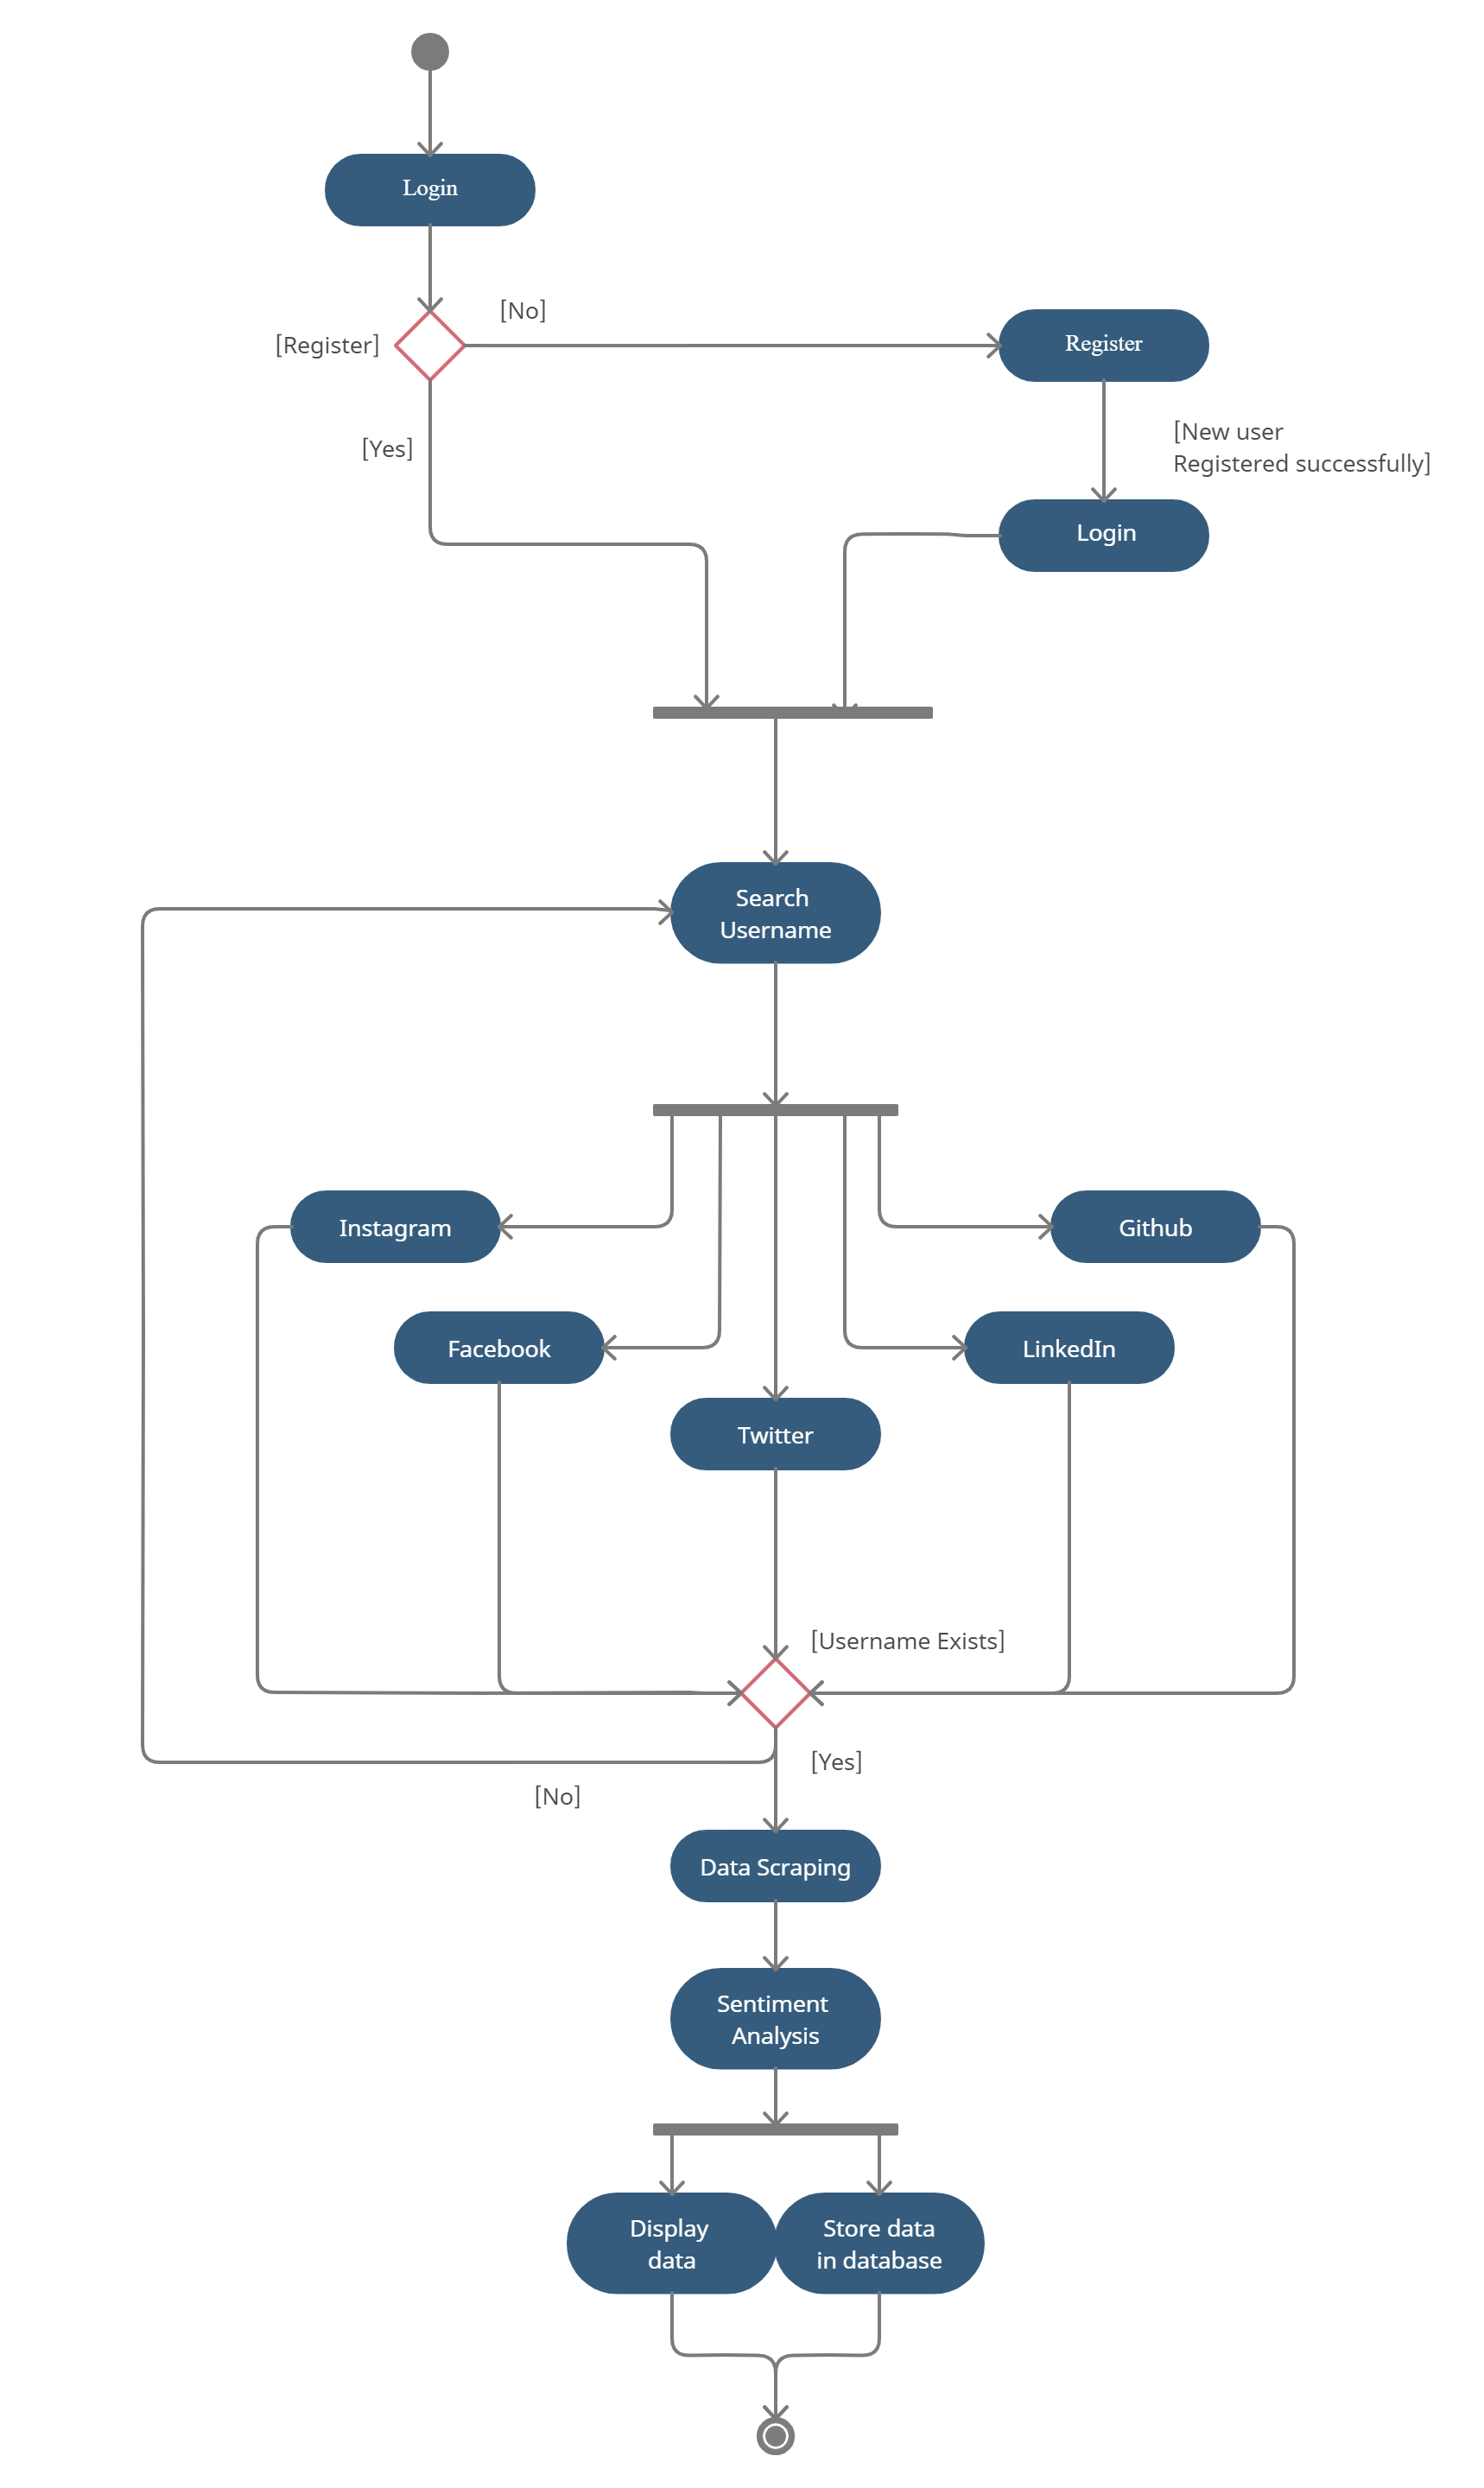 Login
[No]
[Register]
Register
[Yes]
[New user
Registered successfully]
Login
Search
Username
Instagram
Github
Facebook
LinkedIn
Twitter
[Username Exists]
[Yes]
[No]
Data Scraping
Sentiment
Analysis
Display
data
Store data
in database